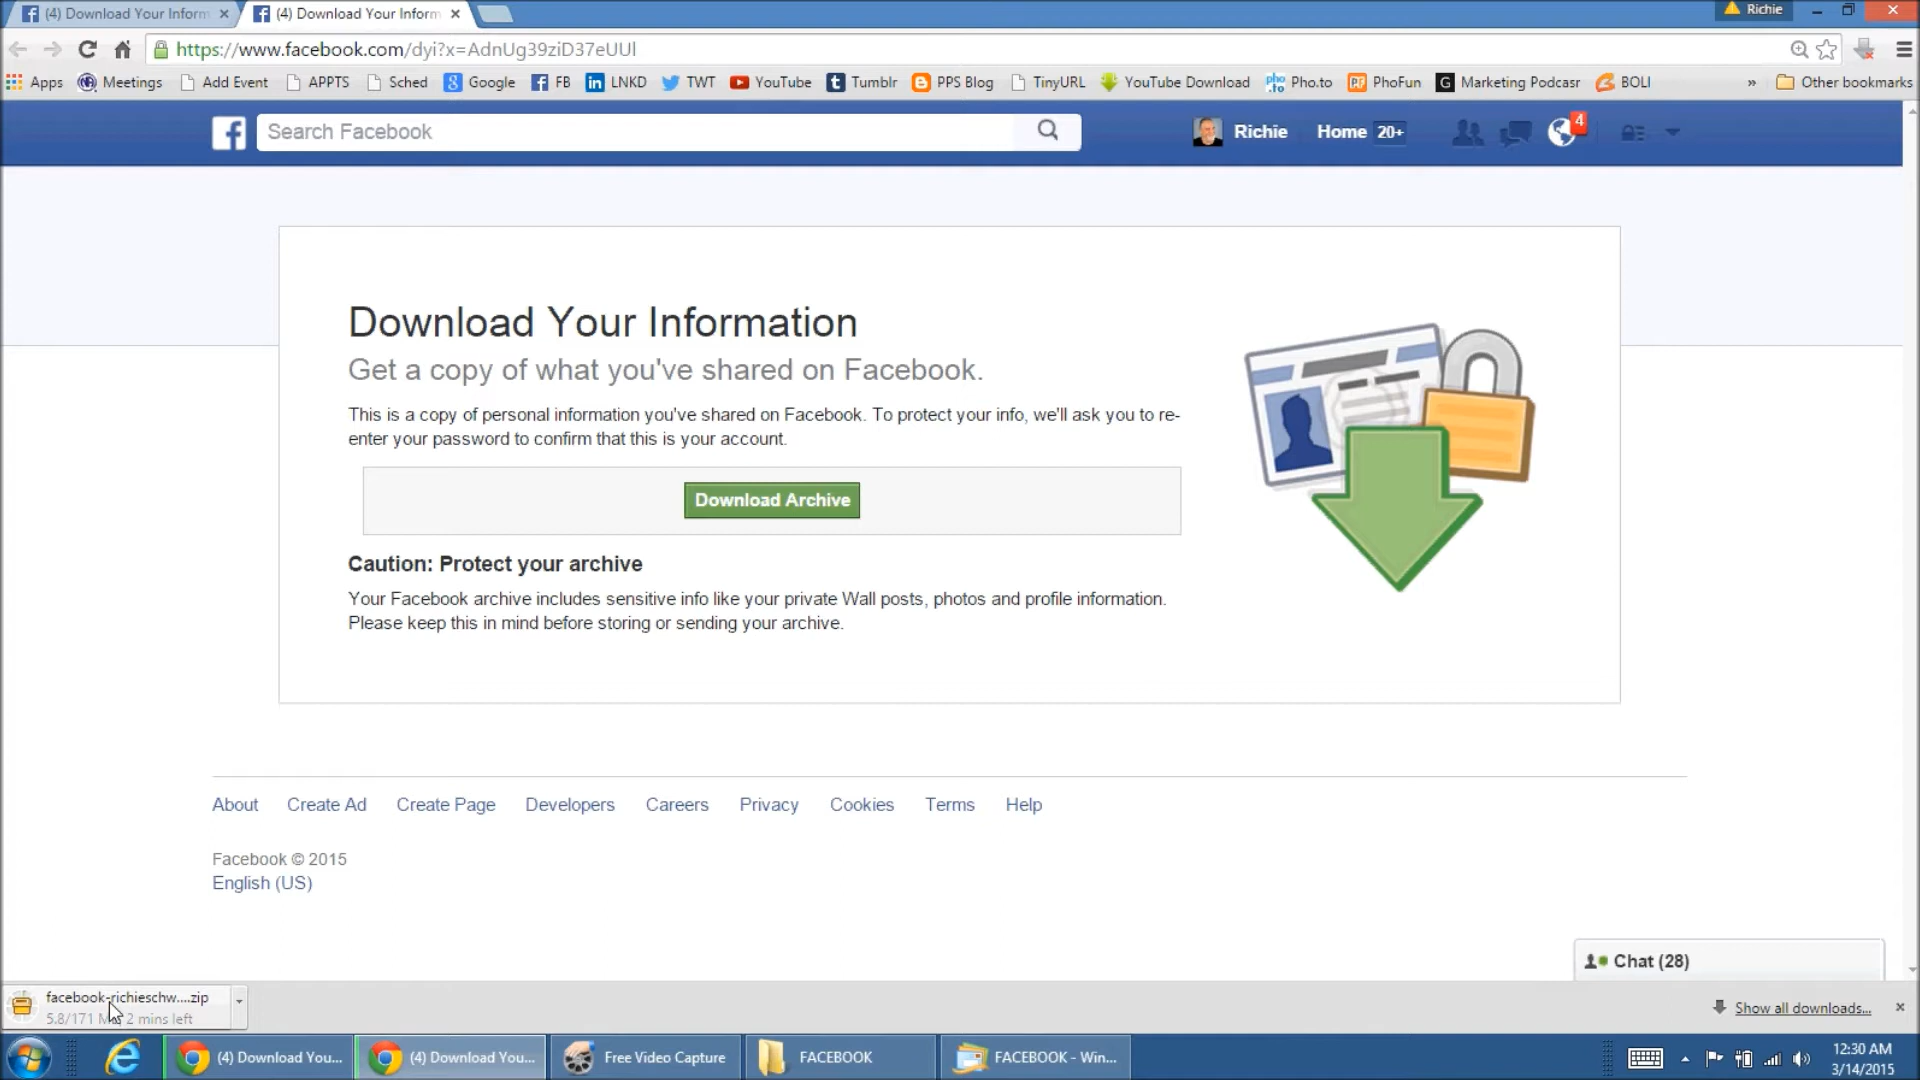 (4) Download Your Inform
(4) Download Your Inform
Richie
https://www.facebook.com/dyi?x=AdnUg39ziD37eUUl
Apps Meetings Add Event APPTS Sched Google FB LNKD TWT YouTube Tumblr PPS Blog TinyURL YouTube Download Pho.to PhoFun Marketing Podcasr BOLI » Other bookmarks
Search Facebook
Richie
Home 20+
4
Download Your Information
Get a copy of what you've shared on Facebook.
This is a copy of personal information you've shared on Facebook. To protect your info, we'll ask you to re-
enter your password to confirm that this is your account.
Download Archive
Caution: Protect your archive
Your Facebook archive includes sensitive info like your private Wall posts, photos and profile information.
Please keep this in mind before storing or sending your archive.
About Create Ad Create Page Developers Careers Privacy Cookies Terms Help
Facebook © 2015
English (US)
Chat (28)
facebook-richieschw....zip
5.8/171 2 mins left
Show all downloads...
(4) Download You...
(4) Download You...
Free Video Capture
FACEBOOK
FACEBOOK - Win...
12:30 AM
3/14/2015